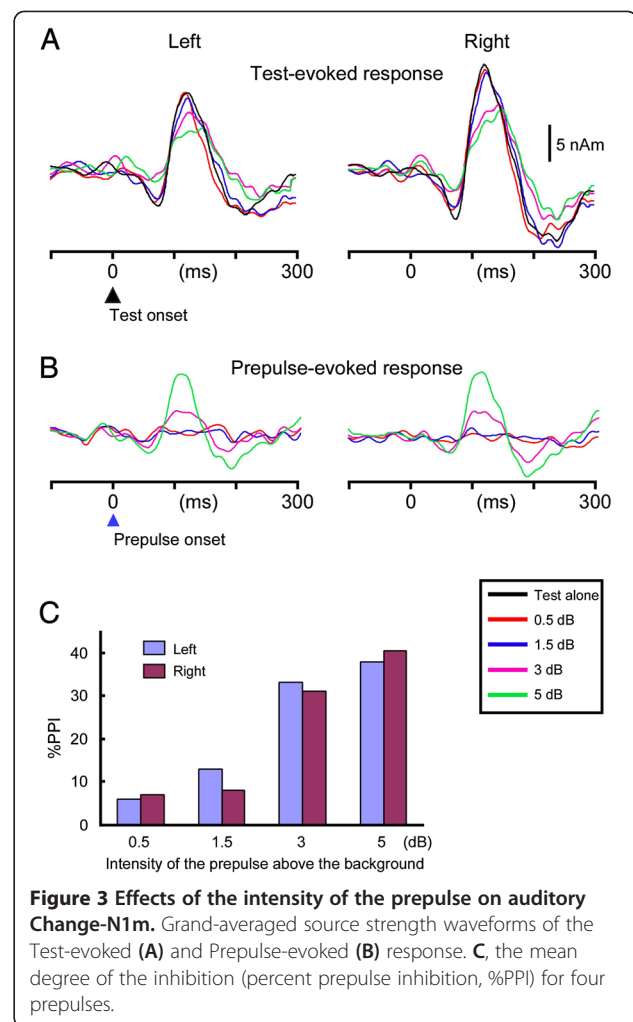 A
Left
Right
Test-evoked response
5 nAm
0
(ms)
300
0
(ms)
300
Test onset
B
Prepulse-evoked response
0
(ms)
300
0
(ms)
300
Prepulse onset
C
Left
Right
40
30
20
10
0
%PPI
0.5
1.5
3
5
(dB)
Intensity of the prepulse above the background
Test alone
0.5 dB
1.5 dB
3 dB
5 dB
Figure 3 Effects of the intensity of the prepulse on auditory
Change-N1m. Grand-averaged source strength waveforms of the
Test-evoked (A) and Prepulse-evoked (B) response. C, the mean
degree of the inhibition (percent prepulse inhibition, %PPI) for four
prepulses.